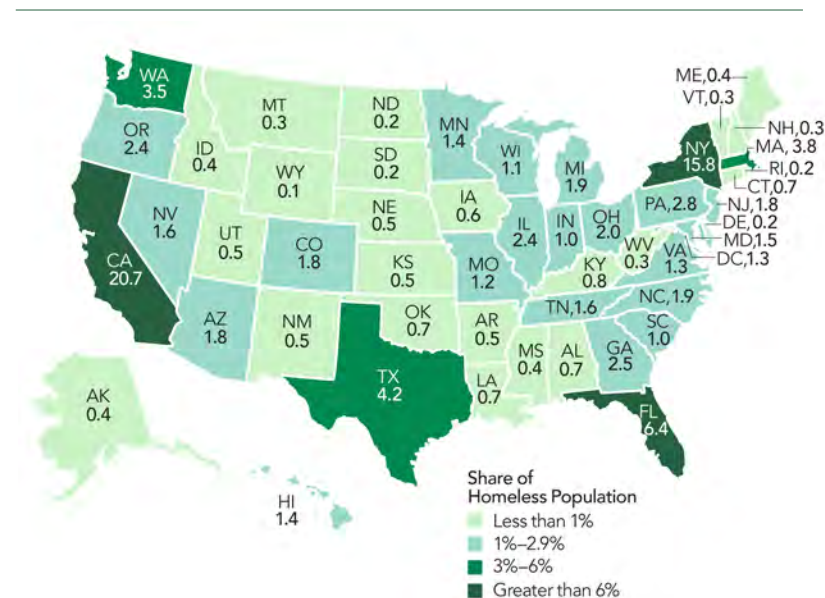 WA
3.5
OR
2.4
CA
20.7
NV
1.6
ID
0.4
MT
0.3
WY
0.1
UT
0.5
CO
1.8
AZ
1.8
NM
0.5
ND
0.2
SD
0.2
NE
0.5
KS
0.5
OK
0.7
TX
4.2
MN
1.4
IA
0.6
MO
1.2
AR
0.5
LA
0.7
WI
1.1
IL
2.4
MI
1.9
IN
1.0
OH
2.0
KY
0.8
TN,1.6
MS
0.4
AL
0.7
GA
2.5
FL
6.4
SC
1.0
NC,1.9
VA
1.3
WV
0.3
PA,2.8
NY
15.8
ME,0.4
VT,0.3
NH,0.3
MA, 3.8
RI,0.2
CT,0.7
NJ,1.8
DE,0.2
MD,1.5
DC,1.3
AK
0.4
HI
1.4
Share of
Homeless Population
Less than 1%
1%–2.9%
3%–6%
Greater than 6%